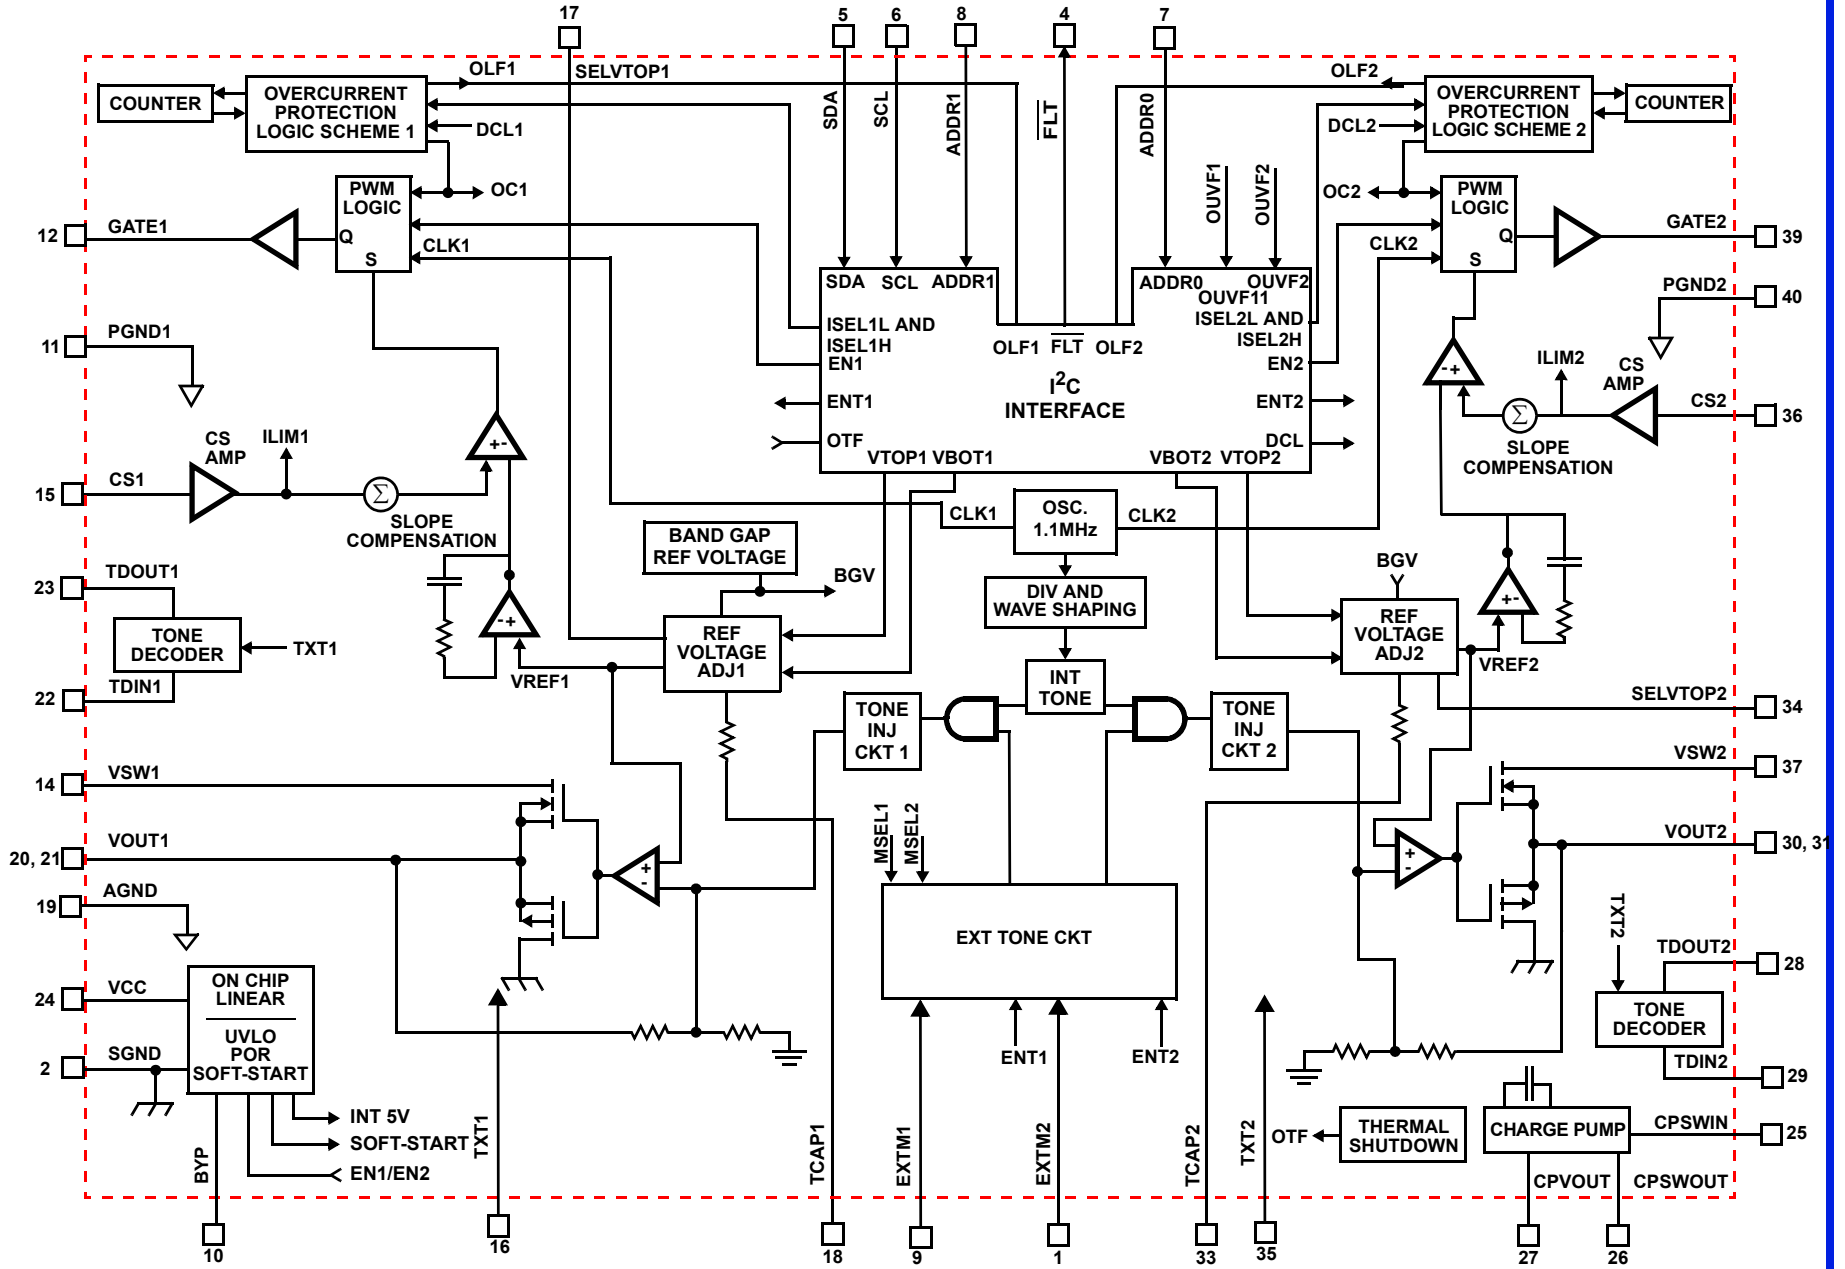 17
5
6
8
4
7
OLF1
SELVTOP1
OLF2
COUNTER
OVERCURRENT
PROTECTION
LOGIC SCHEME 1
DCL1
SDA
SCL
ADDR1
FLT
ADDR0
OUVF1
OUVF2
DCL2
OVERCURRENT
PROTECTION
LOGIC SCHEME 2
COUNTER
PWM
LOGIC
Q
S
OC1
CLK1
OC2
CLK2
PWM
LOGIC
Q
S
12
GATE1
GATE2
39
SDA
SCL
ADDR1
ADDR0
OUVF2
OUVF11
PGND2
40
11
PGND1
ISEL1L AND
ISEL1H
EN1
ENT1
OTF
VTOP1
VBOT1
OLF1
FLT
OLF2
I2C
INTERFACE
ISEL2L AND
ISEL2H
EN2
ENT2
DCL
VBOT2
VTOP2
ILIM2
CS
AMP
CS2
36
SLOPE
COMPENSATION
+-
-+
Σ
CS
AMP
ILIM1
15
CS1
Σ
SLOPE
COMPENSATION
+-
CLK1
OSC.
1.1MHz
CLK2
BAND GAP
REF VOLTAGE
BGV
BGV
DIV AND
WAVE SHAPING
23
TDOUT1
TONE
DECODER
TXT1
22
TDIN1
-+
VREF1
REF
VOLTAGE
ADJ1
INT
TONE
REF
VOLTAGE
ADJ2
VREF2
SELVTOP2
34
TONE
INJ
CKT 1
TONE
INJ
CKT 2
14
VSW1
VSW2
37
20, 21
VOUT1
+
-
MSEL1
MSEL2
+
-
VOUT2
30, 31
19
AGND
EXT TONE CKT
TXT2
TDOUT2
28
24
VCC
ON CHIP
LINEAR
UVLO
POR
SOFT-START
TONE
DECODER
2
SGND
ENT1
ENT2
TDIN2
29
INT 5V
SOFT-START
EN1/EN2
BYP
TXT1
TCAP1
EXTM1
EXTM2
TCAP2
TXT2
OTF
THERMAL
SHUTDOWN
CHARGE PUMP
CPSWIN
25
CPVOUT
CPSWOUT
10
16
18
9
1
33
35
27
26